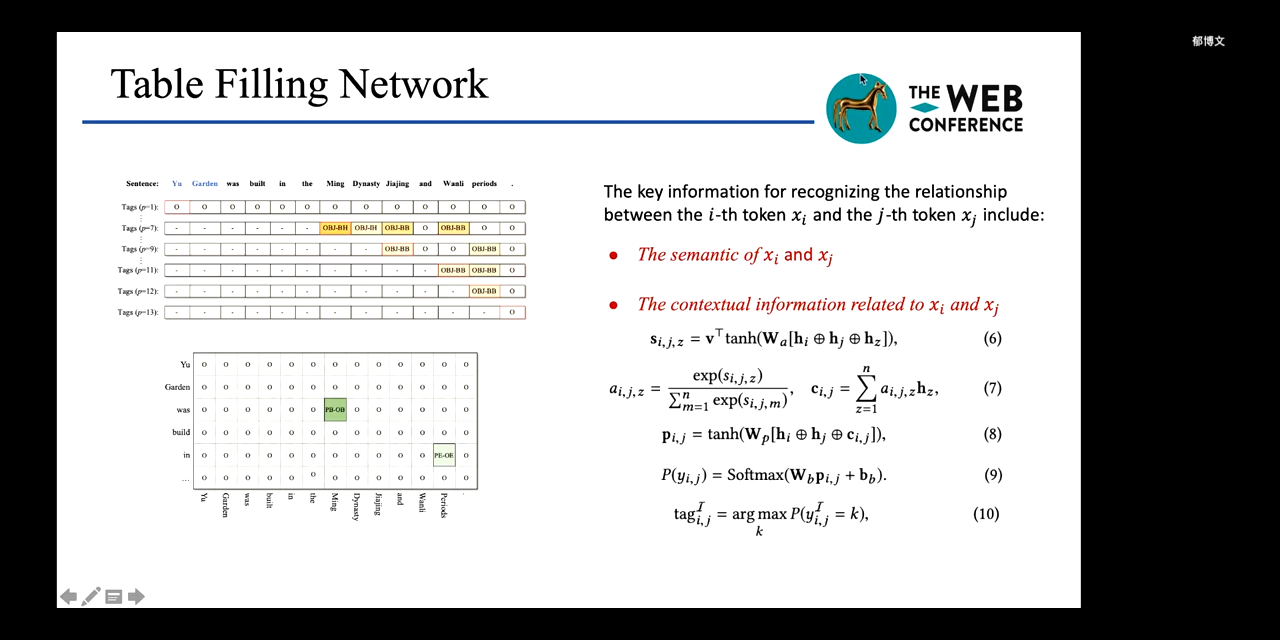 郁博文
Table Filling Network
THE WEB
CONFERENCE
Sentence: Yu Garden was built in the Ming Dynasty Jiajing and Wanli periods .
Tags (p=1): O O O O O O O O O O O O O
⋮
Tags (p=7): - - - - - - OBJ-BH OBJ-IH OBJ-BB O OBJ-BB O O
Tags (p=9): - - - - - - - - OBJ-BB O O OBJ-BB O
⋮
Tags (p=11): - - - - - - - - - - OBJ-BB OBJ-BB O
Tags (p=12): - - - - - - - - - - - OBJ-BB O
Tags (p=13): - - - - - - - - - - - - O
Yu O O O O O O O O O O O O O
Garden O O O O O O O O O O O O O
was O O O O O O PB-OB O O O O O O
build O O O O O O O O O O O O O
in O O O O O O O O O O O PE-OE O
... O O O O O O O O O O O O O
Yu Garden was built in the Ming Dynasty Jiajing and Wanli Periods .
The key information for recognizing the relationship
between the i-th token x_i and the j-th token x_j include:
• The semantic of x_i and x_j
• The contextual information related to x_i and x_j
s_{i,j,z} = v^⊤ tanh(W_a[h_i ⊕ h_j ⊕ h_z]), (6)
a_{i,j,z} = exp(s_{i,j,z}) / ∑_{m=1}^{n} exp(s_{i,j,m}), c_{i,j} = ∑_{z=1}^{n} a_{i,j,z}h_z, (7)
p_{i,j} = tanh(W_p[h_i ⊕ h_j ⊕ c_{i,j}]), (8)
P(y_{i,j}) = Softmax(W_b p_{i,j} + b_b). (9)
tag^I_{i,j} = arg max_k P(y^I_{i,j} = k), (10)